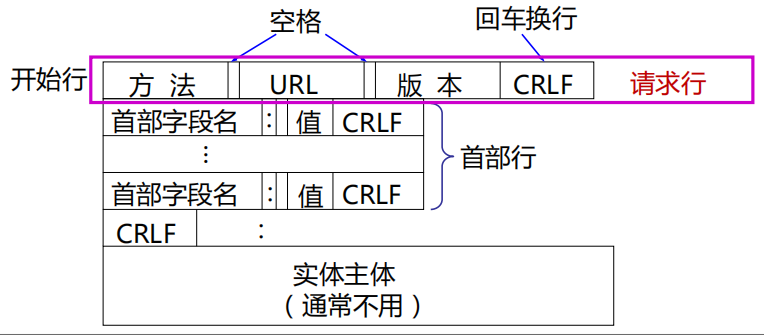 空格
回车换行
开始行
方 法 URL 版 本 CRLF 请求行
首部字段名 : 值 CRLF
⋮
首部行
首部字段名 : 值 CRLF
CRLF :
实体主体
（通常不用）